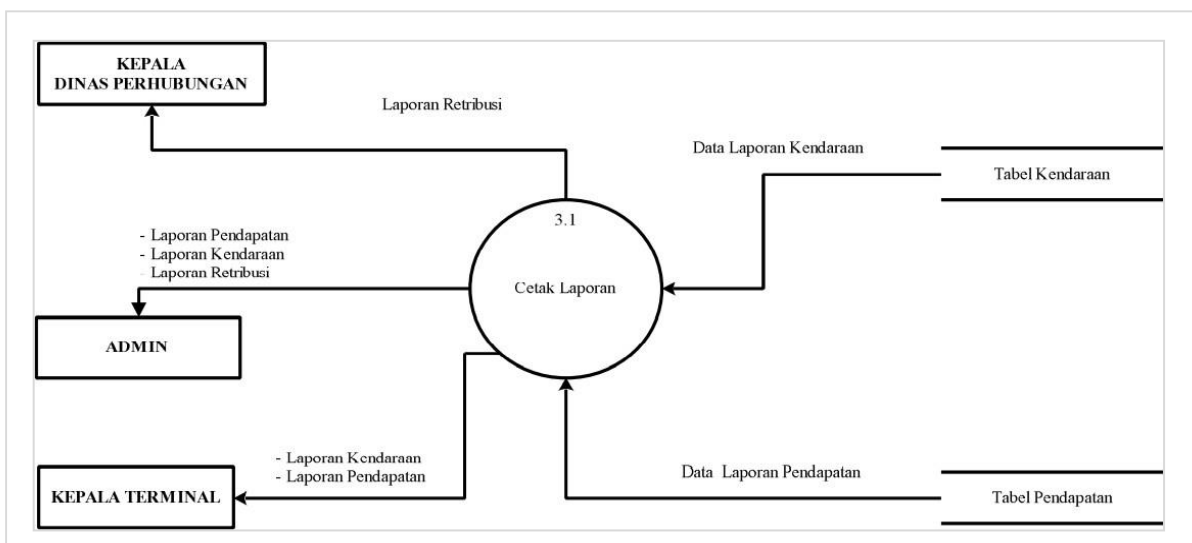 KEPALA
DINAS PERHUBUNGAN
Laporan Retribusi
Data Laporan Kendaraan
Tabel Kendaraan
3.1
Cetak Laporan
- Laporan Pendapatan
- Laporan Kendaraan
- Laporan Retribusi
ADMIN
- Laporan Kendaraan
- Laporan Pendapatan
KEPALA TERMINAL
Data Laporan Pendapatan
Tabel Pendapatan